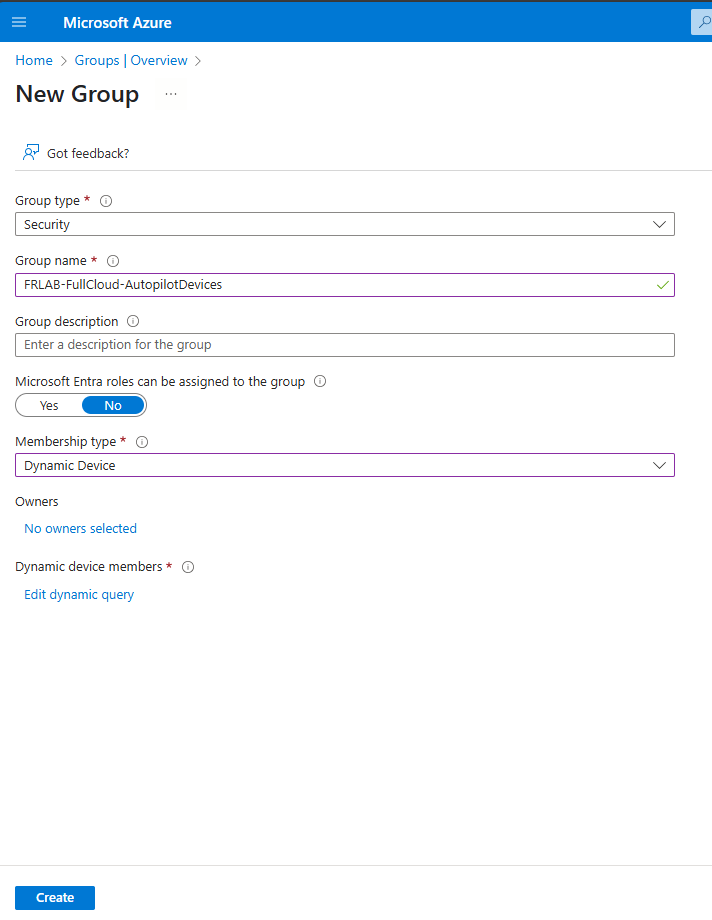 Microsoft Azure
Home > Groups | Overview >
New Group ...
Got feedback?
Group type *
Security
Group name *
FRLAB-FullCloud-AutopilotDevices
Group description
Enter a description for the group
Microsoft Entra roles can be assigned to the group
Yes No
Membership type *
Dynamic Device
Owners
No owners selected
Dynamic device members *
Edit dynamic query
Create